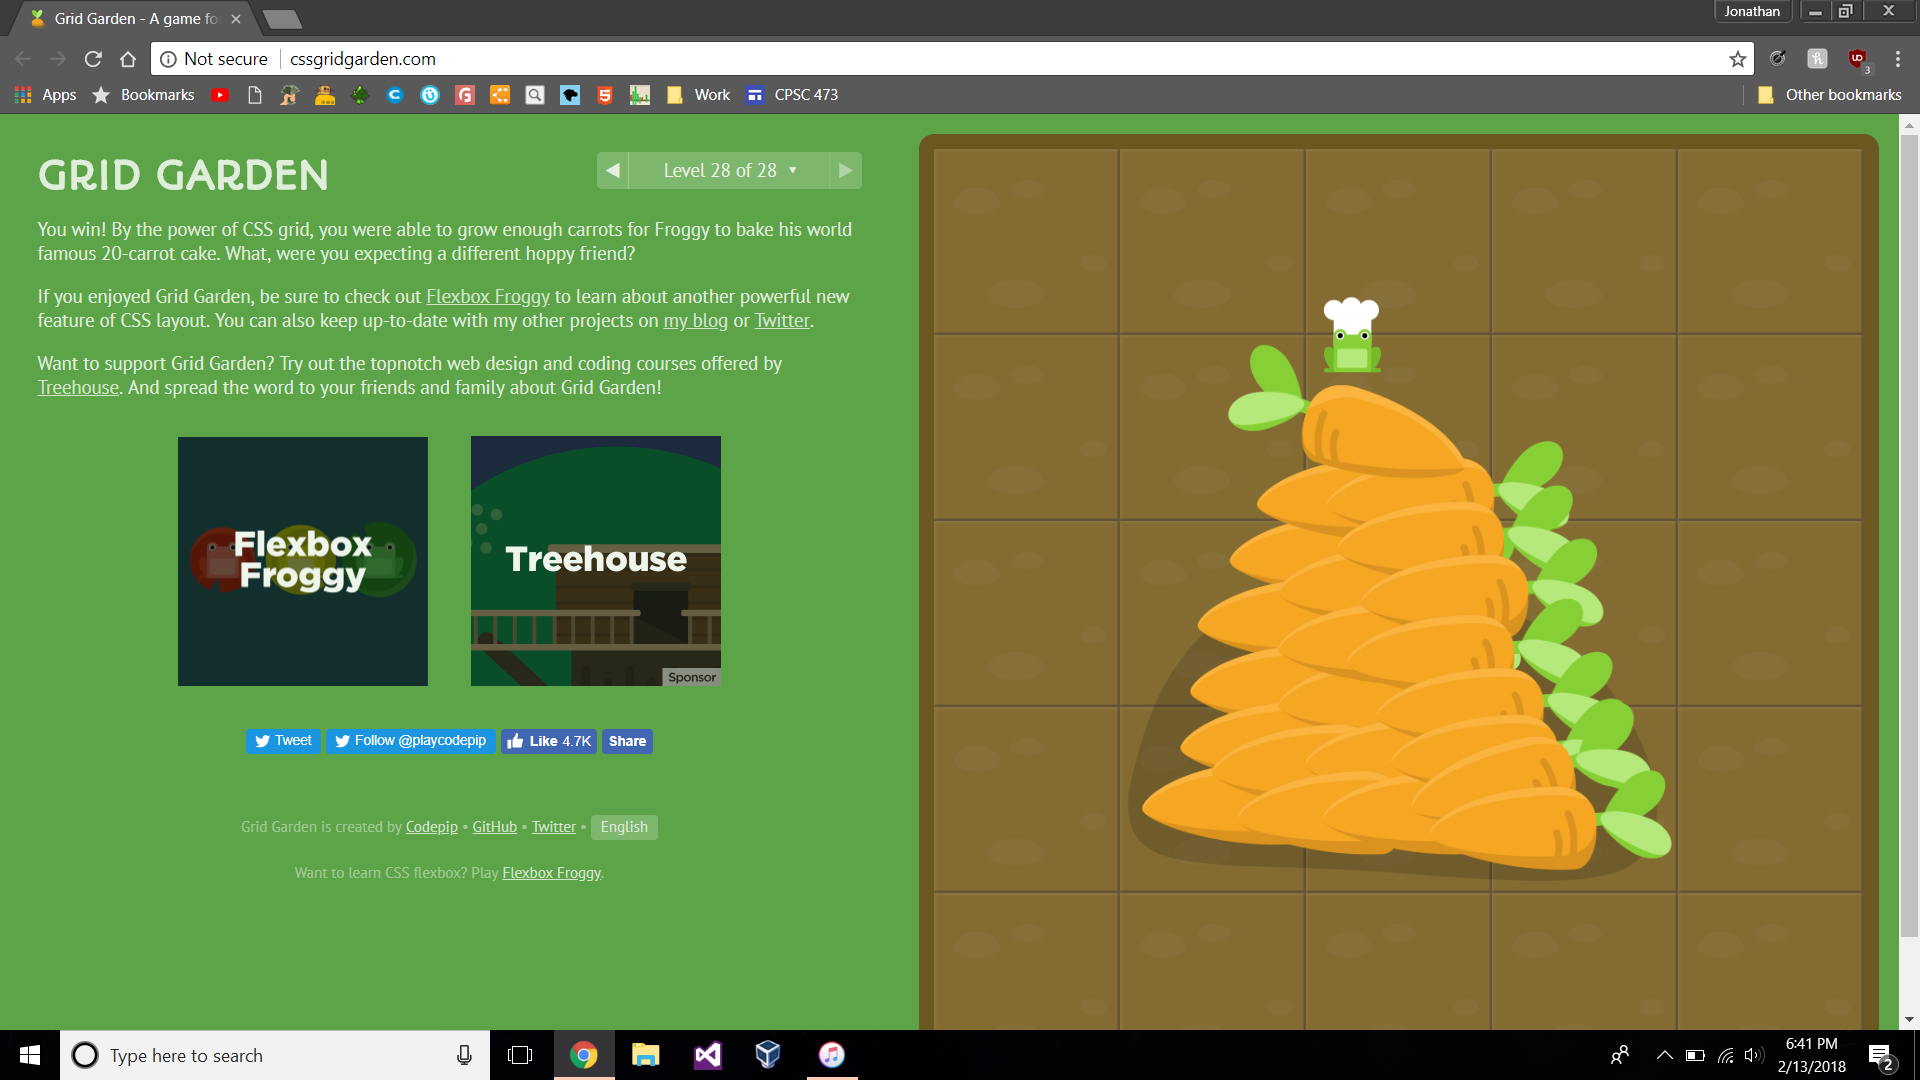 Grid Garden - A game fo
Jonathan
Not secure
cssgridgarden.com
3
Apps
Bookmarks
Work
CPSC 473
Other bookmarks
GRID GARDEN
Level 28 of 28
You win! By the power of CSS grid, you were able to grow enough carrots for Froggy to bake his world
famous 20-carrot cake. What, were you expecting a different hoppy friend?
If you enjoyed Grid Garden, be sure to check out Flexbox Froggy to learn about another powerful new
feature of CSS layout. You can also keep up-to-date with my other projects on my blog or Twitter.
Want to support Grid Garden? Try out the topnotch web design and coding courses offered by
Treehouse. And spread the word to your friends and family about Grid Garden!
Flexbox
Froggy
Treehouse
Sponsor
Tweet
Follow @playcodepip
Like 4.7K
Share
Grid Garden is created by Codepip • GitHub • Twitter • English
Want to learn CSS flexbox? Play Flexbox Froggy.
Type here to search
6:41 PM
2/13/2018
2